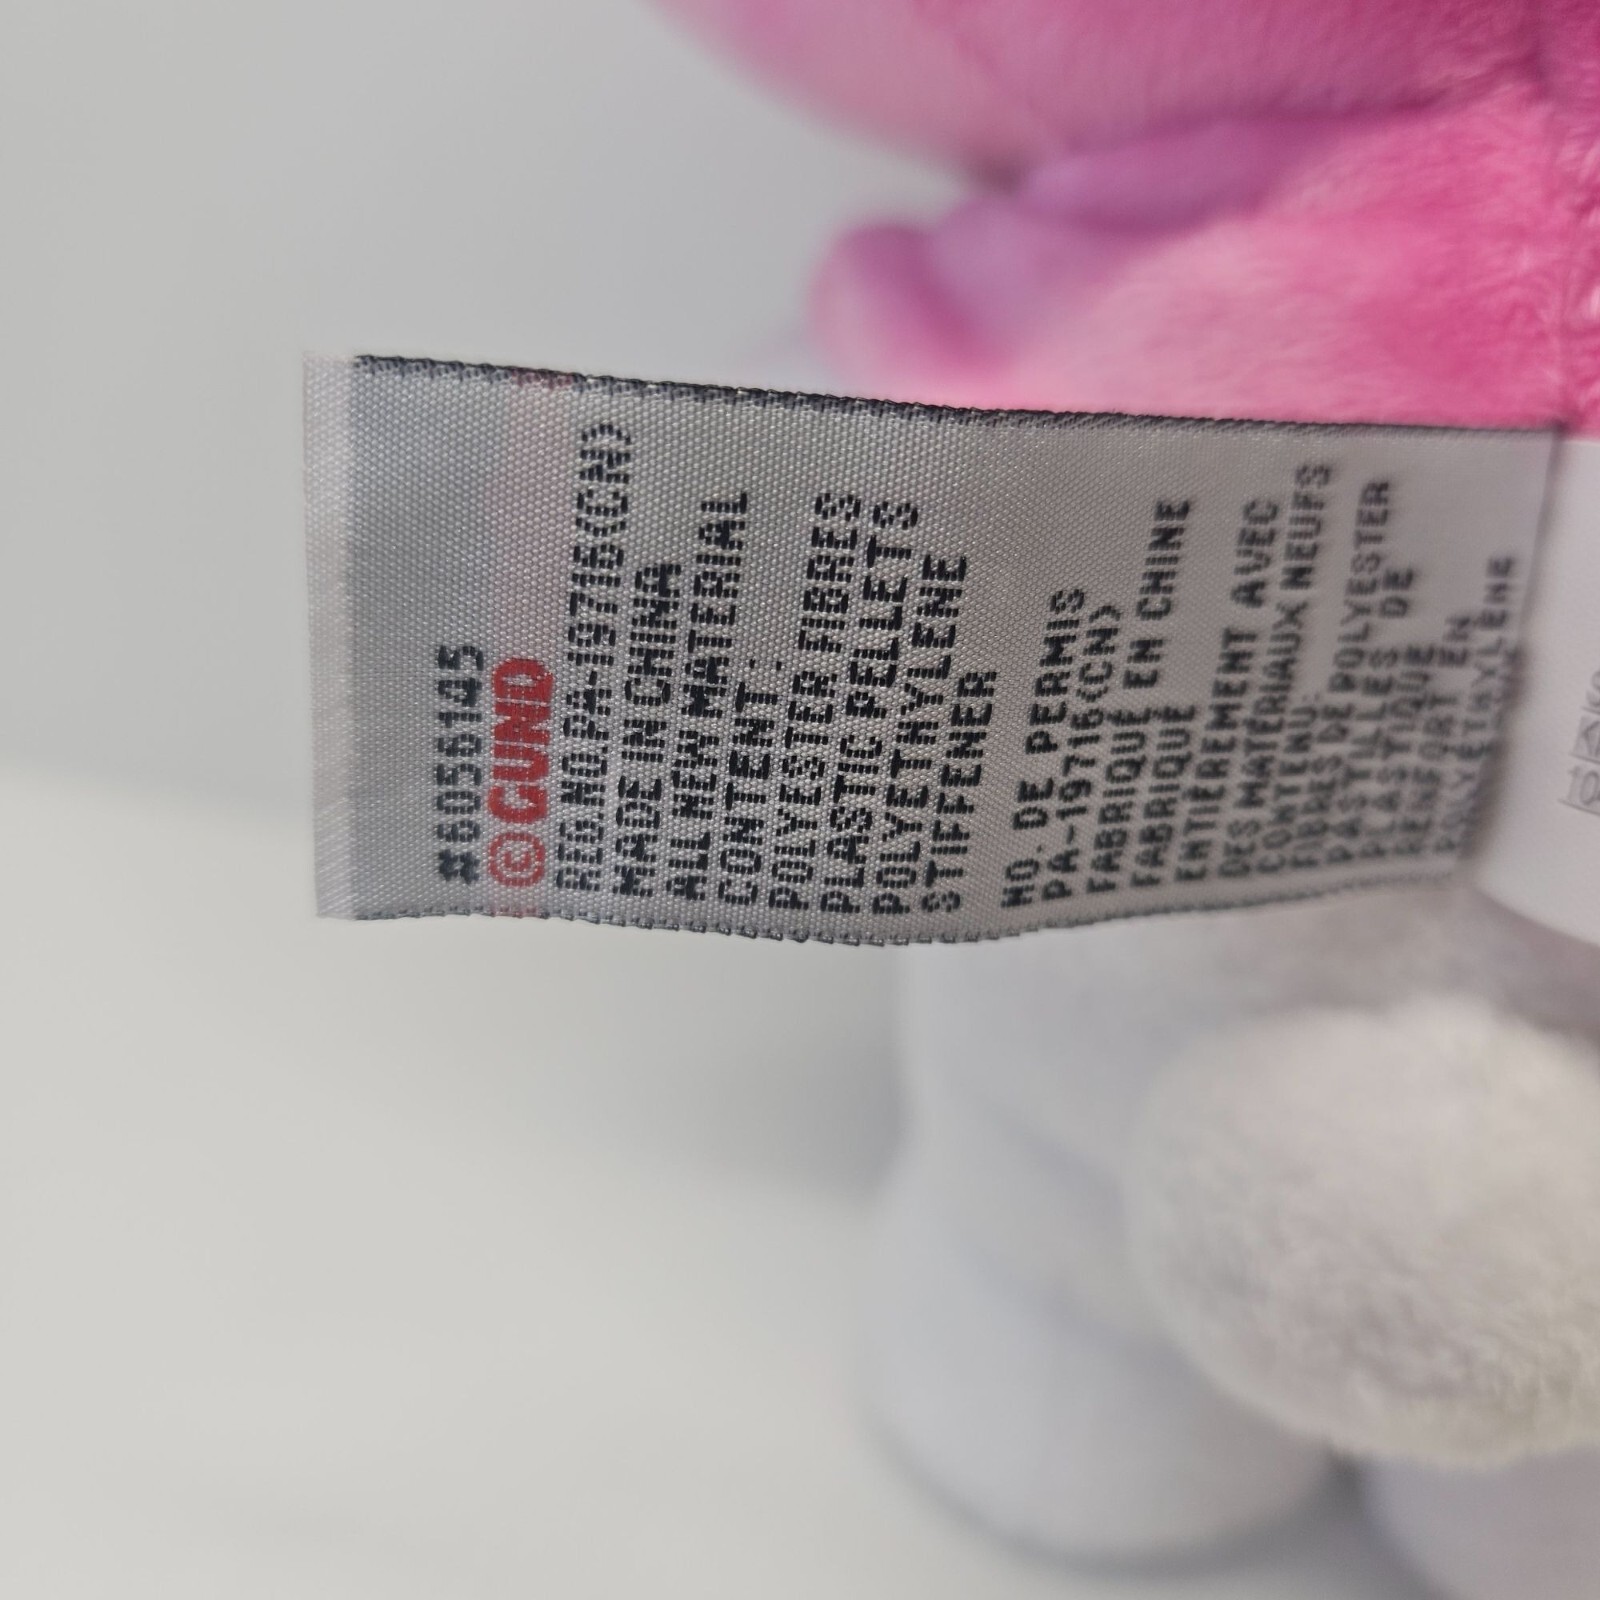 #6056145
©GUND
REG.NO.PA-19716(CN)
MADE IN CHINA
ALL NEW MATERIAL
CONTENT:
POLYESTER FIBRES
PLASTIC PELLETS
POLYETHYLENE
STIFFENER
NO. DE PERMIS
PA-19716(CN)
FABRIQUÉ EN CHINE
FABRIQUÉ
ENTIÈREMENT AVEC
DES MATÉRIAUX NEUFS
CONTENU:
FIBRES DE POLYESTER
PASTILLES DE
PLASTIQUE
RENFORT EN
POLYÉTHYLÈNE